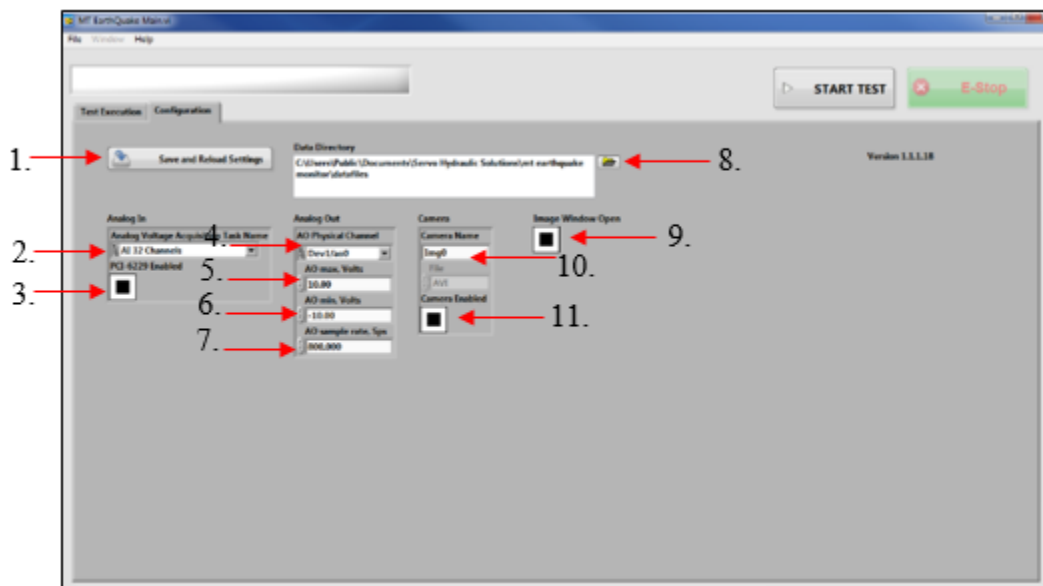 MT EarthQuake Main.vi
File Window Help
START TEST
E-Stop
Test Execution Configuration
1.
Save and Reload Settings
Data Directory
C:\Users\Public\Documents\Servo Hydraulic Solutions\mt earthquake
monitor\datafiles
8.
Version 1.1.1.18
Analog In
Analog Voltage Acquisition Task Name
2.
AI 32 Channels
PCI-6229 Enabled
3.
Analog Out
4.
AO Physical Channel
Dev1/ao0
5.
AO max, Volts
10.00
6.
AO min, Volts
-10.00
7.
AO sample rate, Sps
800.000
Camera
Camera Name
Img0
10.
File
AVI
Camera Enabled
11.
Image Window Open
9.